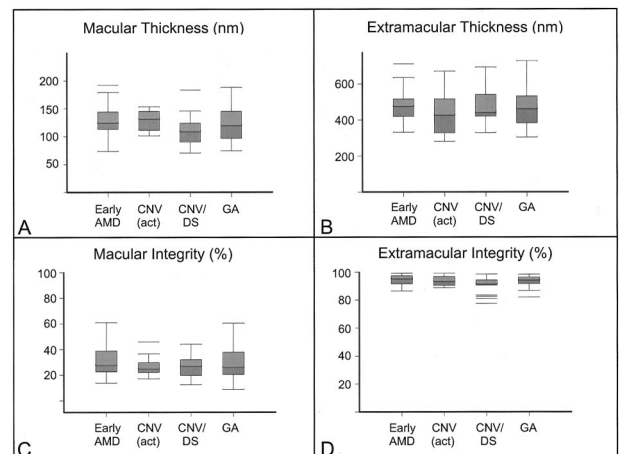 Macular Thickness (nm)
200
150
100
50
Early AMD
CNV (act)
CNV/ DS
GA
A
Extramacular Thickness (nm)
600
400
200
Early AMD
CNV (act)
CNV/ DS
GA
B
Macular Integrity (%)
100
80
60
40
20
Early AMD
CNV (act)
CNV/ DS
GA
C
Extramacular Integrity (%)
100
80
60
40
20
Early AMD
CNV (act)
CNV/ DS
GA
D.